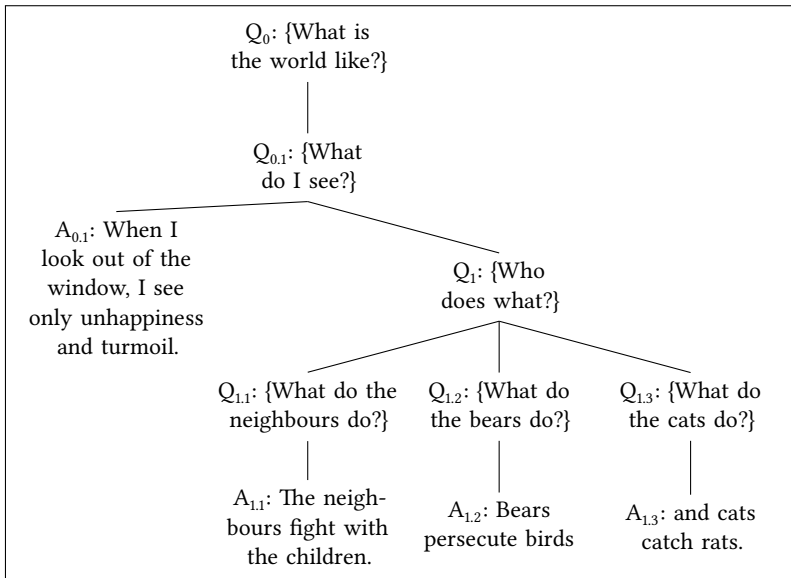 Q₀: {What is
the world like?}
Q₀.₁: {What
do I see?}
A₀.₁: When I
look out of the
window, I see
only unhappiness
and turmoil.
Q₁: {Who
does what?}
Q₁.₁: {What do the
neighbours do?}
Q₁.₂: {What do
the bears do?}
Q₁.₃: {What do
the cats do?}
A₁.₁: The neigh-
bours fight with
the children.
A₁.₂: Bears
persecute birds
A₁.₃: and cats
catch rats.